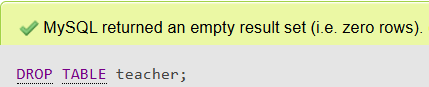 MySQL returned an empty result set (i.e. zero rows).
DROP TABLE teacher;